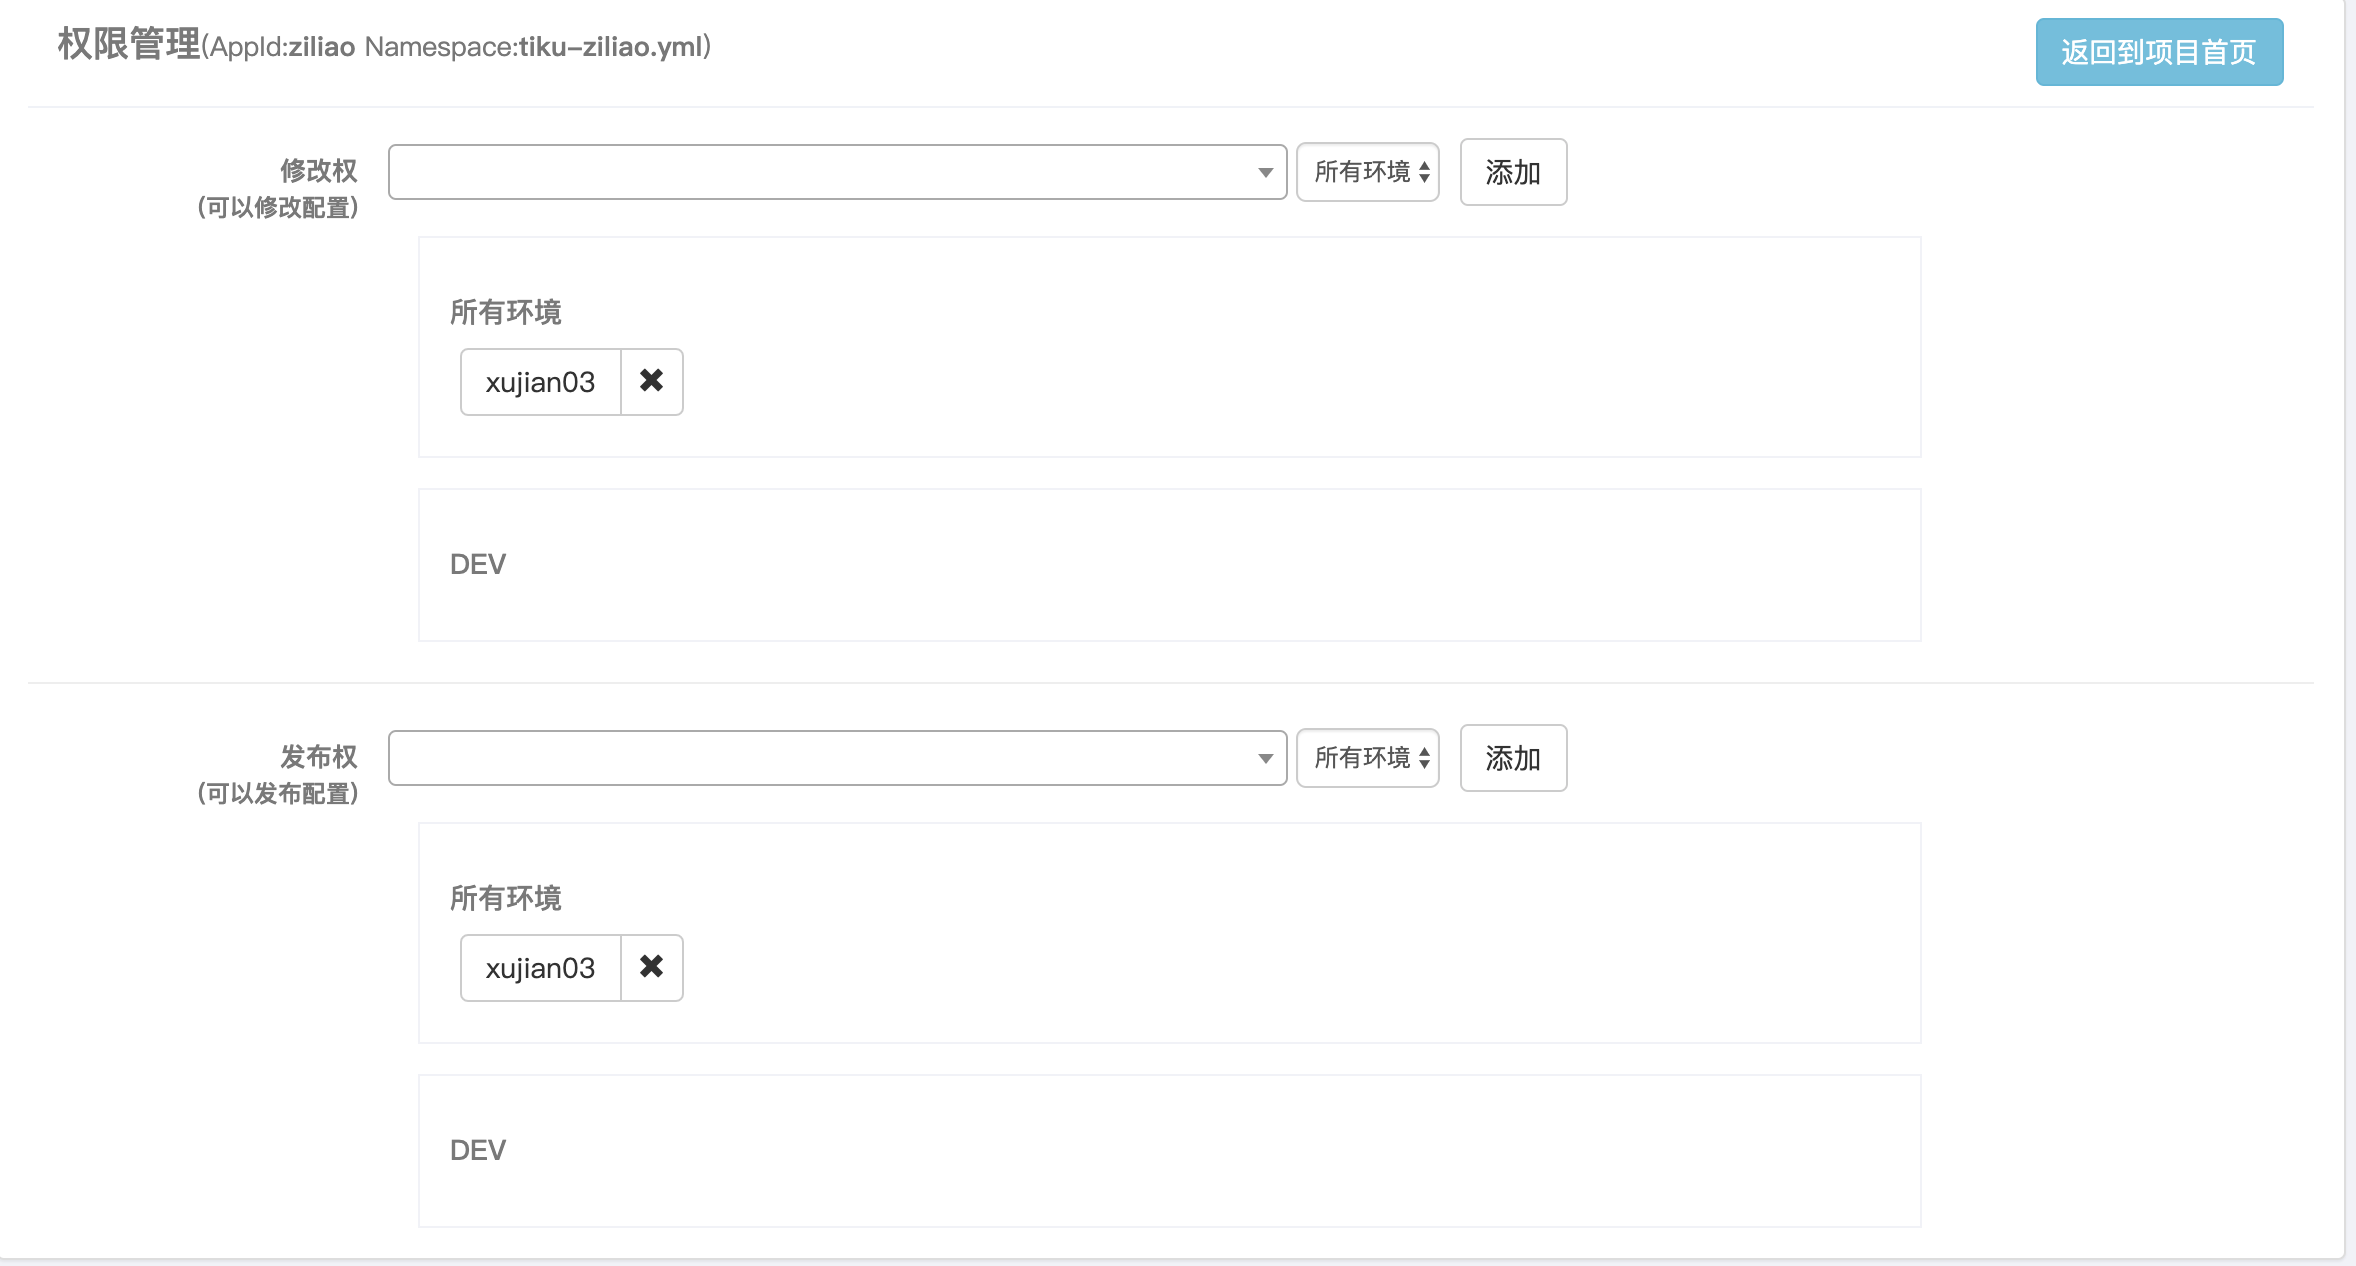 权限管理(AppId:ziliao Namespace:tiku-ziliao.yml)
返回到项目首页
修改权
(可以修改配置)
所有环境
添加
所有环境
xujian03
DEV
发布权
(可以发布配置)
所有环境
添加
所有环境
xujian03
DEV